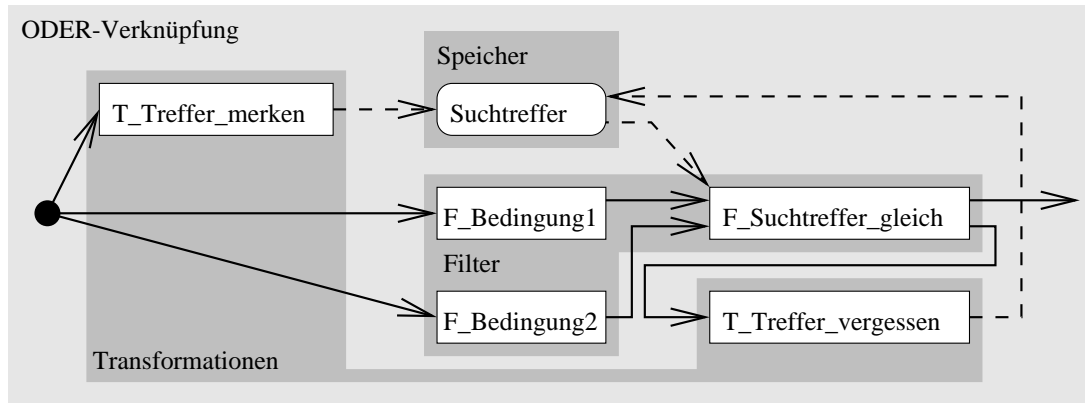 ODER-Verknüpfung
Speicher
T_Treffer_merken
Suchtreffer
F_Bedingung1
F_Suchtreffer_gleich
Filter
F_Bedingung2
T_Treffer_vergessen
Transformationen